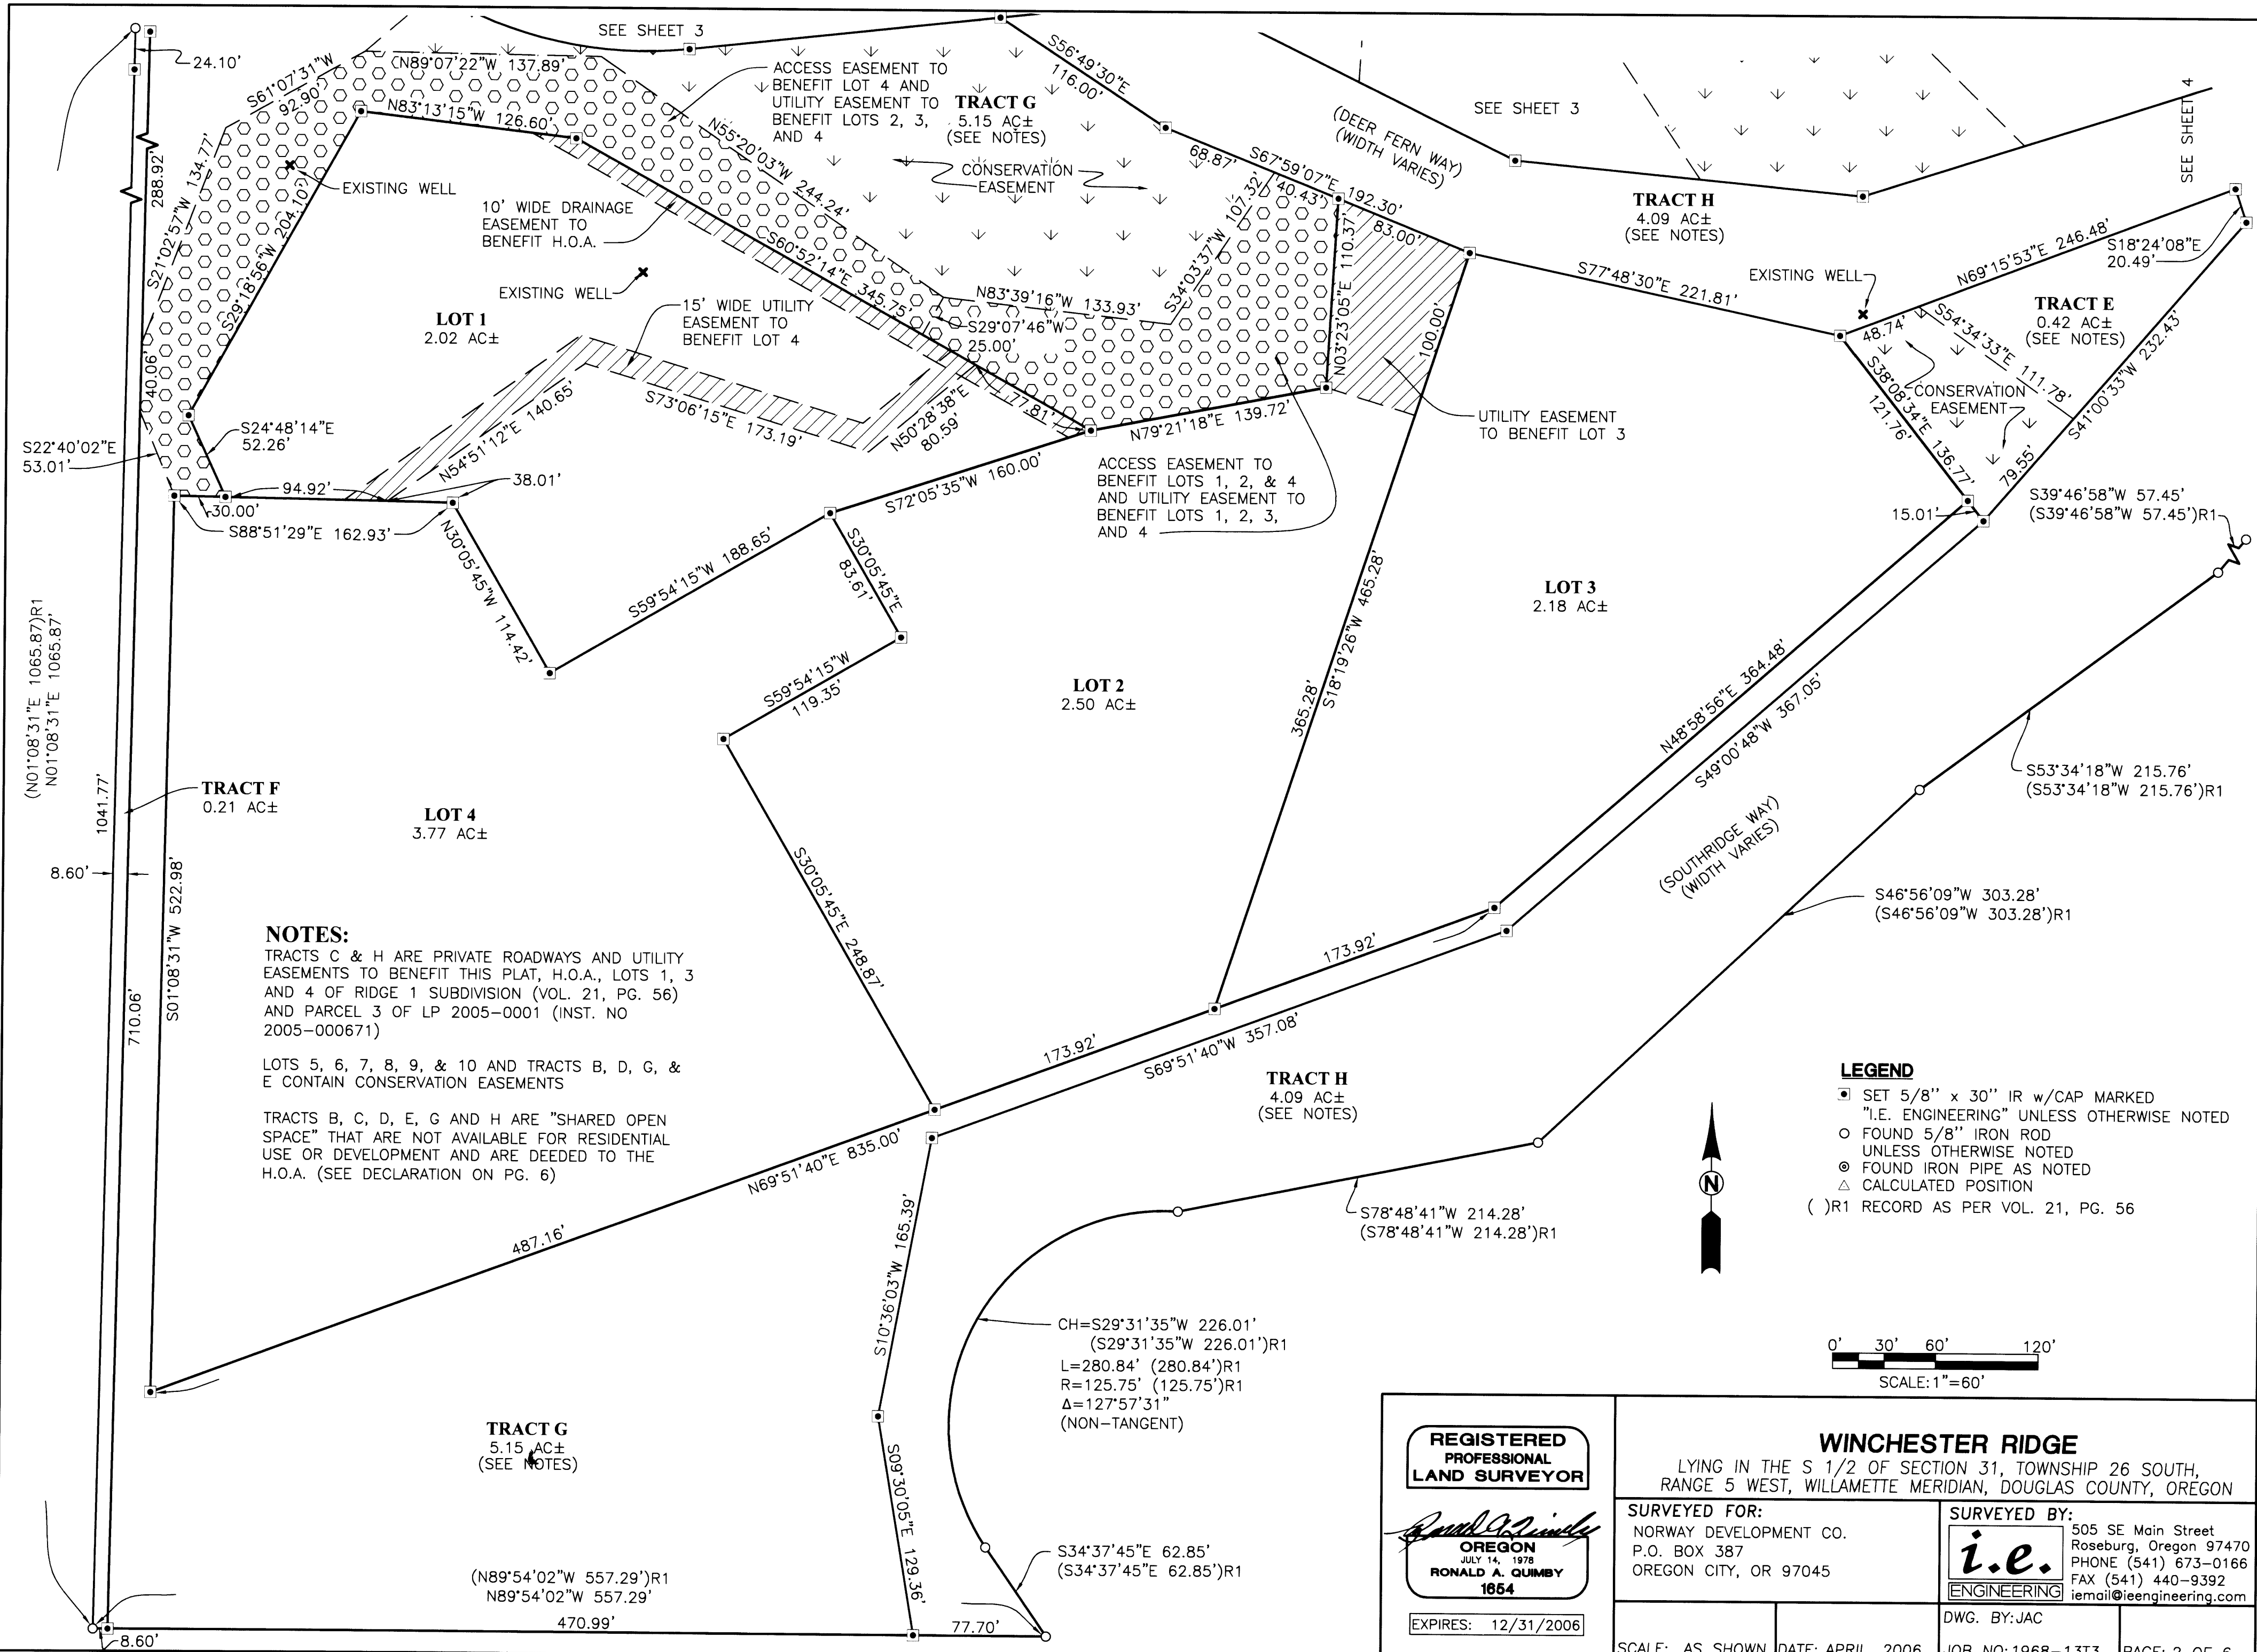 SEE SHEET 3
24.10'
S61°07'31"W
92.90'
N89°07'22"W 137.89'
N83°13'15"W 126.60'
ACCESS EASEMENT TO
BENEFIT LOT 4 AND
UTILITY EASEMENT TO
BENEFIT LOTS 2, 3,
AND 4
TRACT G
5.15 AC±
(SEE NOTES)
S56°49'30"E
116.00'
SEE SHEET 3
(DEER FERN WAY)
(WIDTH VARIES)
SEE SHEET 4
288.92'
S21°02'57"W 134.77'
EXISTING WELL
S29°18'56"W 204.10'
N55°20'03"W 244.24'
CONSERVATION
EASEMENT
68.87'
S67°59'07"E 192.30'
40.43'
83.00'
TRACT H
4.09 AC±
(SEE NOTES)
10' WIDE DRAINAGE
EASEMENT TO
BENEFIT H.O.A.
S60°52'14"E 345.75'
S34°03'37"W 107.32'
N03°23'05"E 110.37'
S77°48'30"E 221.81'
EXISTING WELL
N69°15'53"E 246.48'
S18°24'08"E
20.49'
EXISTING WELL
N83°39'16"W 133.93'
15' WIDE UTILITY
EASEMENT TO
BENEFIT LOT 4
S29°07'46"W
25.00'
LOT 1
2.02 AC±
TRACT E
0.42 AC±
(SEE NOTES)
48.74'
S54°34'33"E 111.78'
S41°00'33"W 232.43'
100.00'
40.06'
S38°08'34"E 136.77'
121.76'
CONSERVATION
EASEMENT
79.55'
S24°48'14"E
52.26'
S22°40'02"E
53.01'
N54°51'12"E 140.65'
S73°06'15"E 173.19'
N50°28'38"E
80.59'
77.81'
N79°21'18"E 139.72'
UTILITY EASEMENT
TO BENEFIT LOT 3
94.92'
38.01'
30.00'
S88°51'29"E 162.93'
S72°05'35"W 160.00'
ACCESS EASEMENT TO
BENEFIT LOTS 1, 2, & 4
AND UTILITY EASEMENT TO
BENEFIT LOTS 1, 2, 3,
AND 4
15.01'
S39°46'58"W 57.45'
(S39°46'58"W 57.45')R1
N30°05'45"W 114.42'
S59°54'15"W 188.65'
S30°05'45"E
83.61'
LOT 3
2.18 AC±
(N01°08'31"E 1065.87)R1
N01°08'31"E 1065.87'
S59°54'15"W
119.35'
LOT 2
2.50 AC±
365.28'
S18°19'26"W 465.28'
N48°58'56"E 364.48'
S49°00'48"W 367.05'
S53°34'18"W 215.76'
(S53°34'18"W 215.76')R1
1041.77'
TRACT F
0.21 AC±
LOT 4
3.77 AC±
8.60'
(SOUTHRIDGE WAY)
(WIDTH VARIES)
S46°56'09"W 303.28'
(S46°56'09"W 303.28')R1
710.06'
S01°08'31"W 522.98'
S30°05'45"E 248.87'
173.92'
173.92'
S69°51'40"W 357.08'
NOTES:
TRACTS C & H ARE PRIVATE ROADWAYS AND UTILITY
EASEMENTS TO BENEFIT THIS PLAT, H.O.A., LOTS 1, 3
AND 4 OF RIDGE 1 SUBDIVISION (VOL. 21, PG. 56)
AND PARCEL 3 OF LP 2005-0001 (INST. NO
2005-000671)
LOTS 5, 6, 7, 8, 9, & 10 AND TRACTS B, D, G, &
E CONTAIN CONSERVATION EASEMENTS
TRACTS B, C, D, E, G AND H ARE "SHARED OPEN
SPACE" THAT ARE NOT AVAILABLE FOR RESIDENTIAL
USE OR DEVELOPMENT AND ARE DEEDED TO THE
H.O.A. (SEE DECLARATION ON PG. 6)
TRACT H
4.09 AC±
(SEE NOTES)
LEGEND
SET 5/8'' x 30'' IR w/CAP MARKED
"I.E. ENGINEERING" UNLESS OTHERWISE NOTED
FOUND 5/8'' IRON ROD
UNLESS OTHERWISE NOTED
FOUND IRON PIPE AS NOTED
CALCULATED POSITION
( )R1 RECORD AS PER VOL. 21, PG. 56
N
N69°51'40"E 835.00'
487.16'
S78°48'41"W 214.28'
(S78°48'41"W 214.28')R1
S10°36'03"W 165.39'
CH=S29°31'35"W 226.01'
(S29°31'35"W 226.01')R1
L=280.84' (280.84')R1
R=125.75' (125.75')R1
Δ=127°57'31"
(NON-TANGENT)
0' 30' 60' 120'
SCALE: 1"=60'
TRACT G
5.15 AC±
(SEE NOTES)
S09°30'05"E 129.36'
S34°37'45"E 62.85'
(S34°37'45"E 62.85')R1
(N89°54'02"W 557.29')R1
N89°54'02"W 557.29'
470.99'
77.70'
8.60'
REGISTERED
PROFESSIONAL
LAND SURVEYOR
OREGON
JULY 14, 1978
RONALD A. QUIMBY
1654
EXPIRES: 12/31/2006
WINCHESTER RIDGE
LYING IN THE S 1/2 OF SECTION 31, TOWNSHIP 26 SOUTH,
RANGE 5 WEST, WILLAMETTE MERIDIAN, DOUGLAS COUNTY, OREGON
SURVEYED FOR:
NORWAY DEVELOPMENT CO.
P.O. BOX 387
OREGON CITY, OR 97045
SURVEYED BY:
i.e.
ENGINEERING
505 SE Main Street
Roseburg, Oregon 97470
PHONE (541) 673-0166
FAX (541) 440-9392
iemail@ieengineering.com
DWG. BY: JAC
SCALE: AS SHOWN
DATE: APRIL, 2006
JOB NO: 1968-13T3
PAGE: 2 OF 6